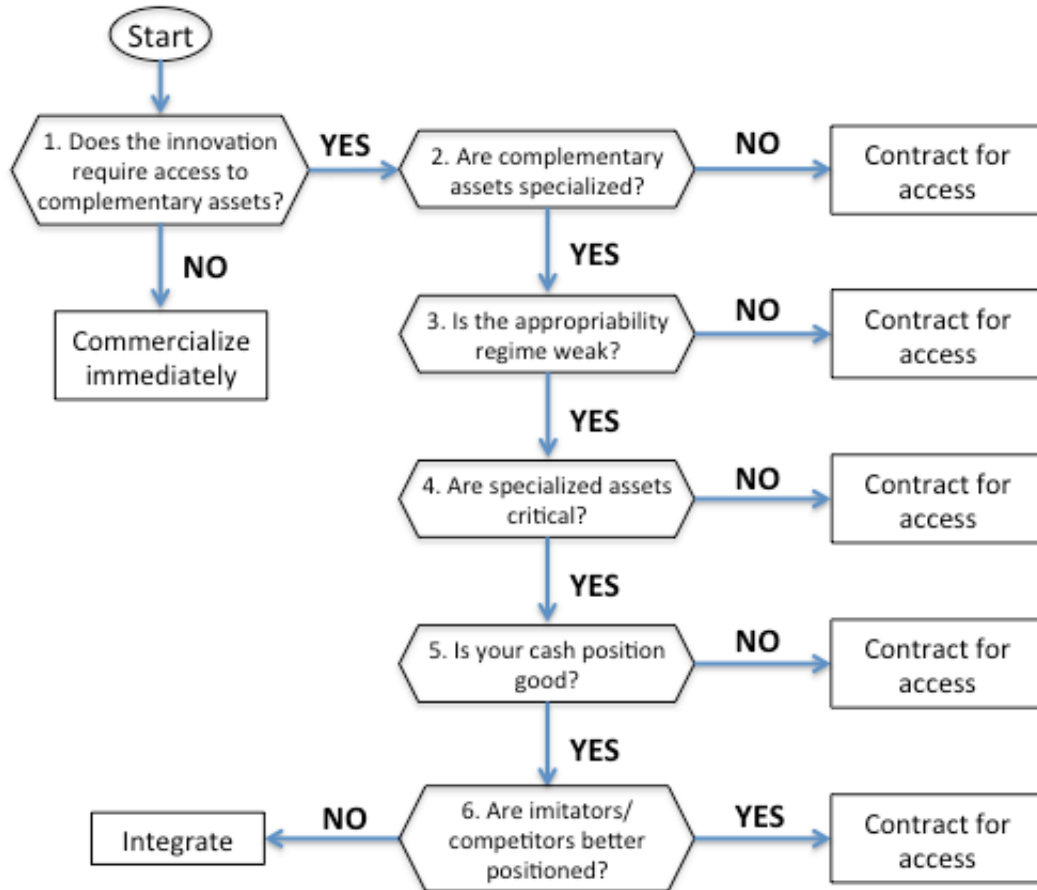 Start
1. Does the innovation
require access to
complementary assets?
YES
2. Are complementary
assets specialized?
NO
Contract for
access
NO
Commercialize
immediately
YES
3. Is the appropriability
regime weak?
NO
Contract for
access
YES
4. Are specialized assets
critical?
NO
Contract for
access
YES
5. Is your cash position
good?
NO
Contract for
access
YES
6. Are imitators/
competitors better
positioned?
NO
Integrate
YES
Contract for
access